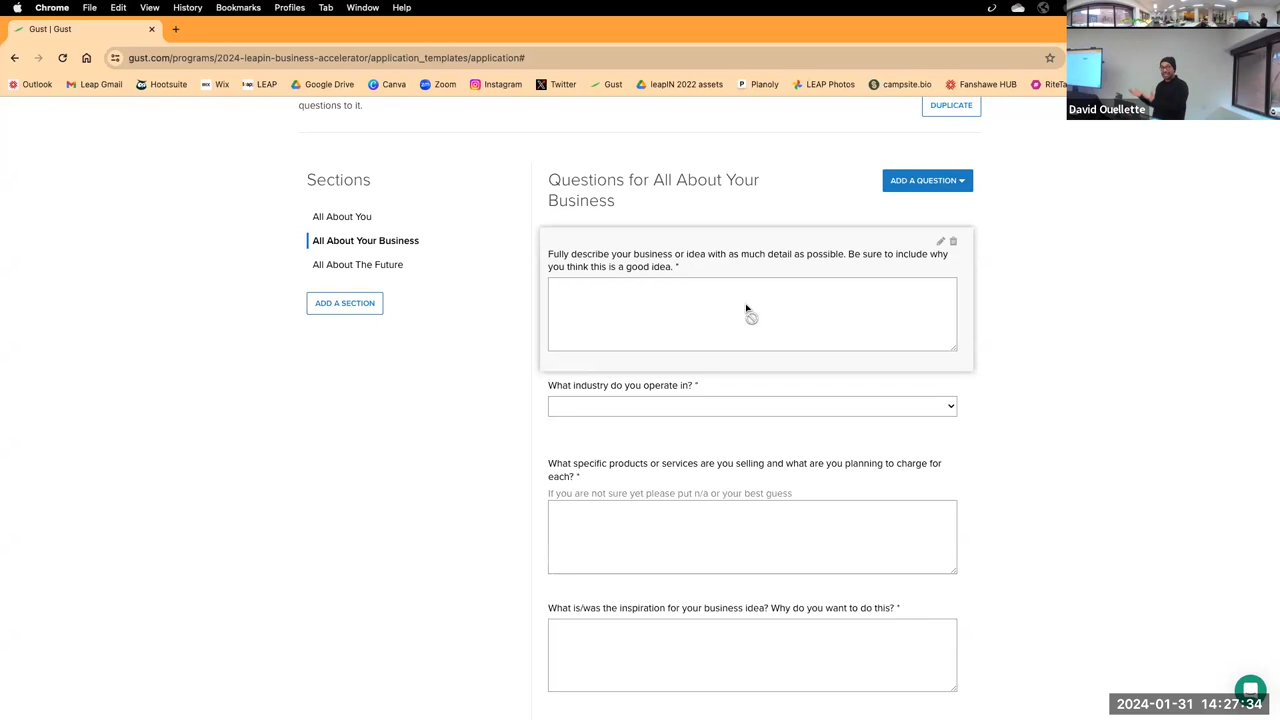 Chrome File Edit View History Bookmarks Profiles Tab Window Help
Gust | Gust
gust.com/programs/2024-leapin-business-accelerator/application_templates/application#
Outlook Leap Gmail Hootsuite Wix LEAP Google Drive Canva Zoom Instagram Twitter Gust leapIN 2022 assets Planoly LEAP Photos campsite.bio Fanshawe HUB RiteTa
David Ouellette
questions to it.
DUPLICATE
Sections
All About You
All About Your Business
All About The Future
ADD A SECTION
Questions for All About Your
Business
ADD A QUESTION
Fully describe your business or idea with as much detail as possible. Be sure to include why
you think this is a good idea. *
What industry do you operate in? *
What specific products or services are you selling and what are you planning to charge for
each? *
If you are not sure yet please put n/a or your best guess
What is/was the inspiration for your business idea? Why do you want to do this? *
2024-01-31 14:27:34